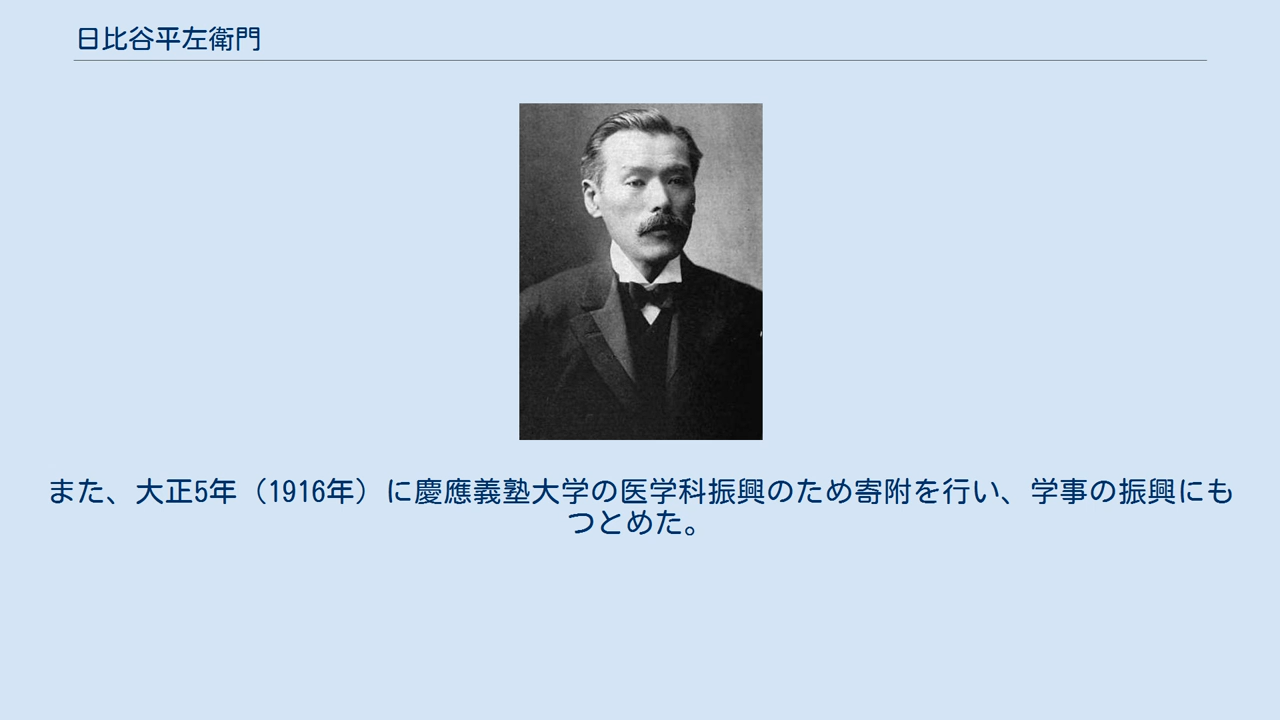 日比谷平左衛門
また、大正5年（1916年）に慶應義塾大学の医学科振興のため寄附を行い、学事の振興にも
つとめた。